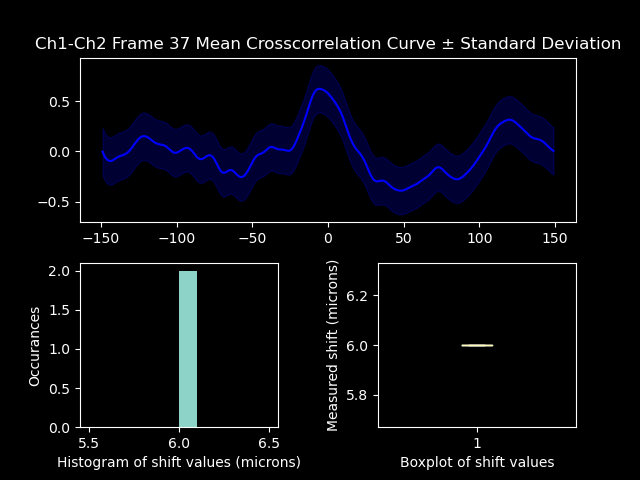 Ch1-Ch2 Frame 37 Mean Crosscorrelation Curve ± Standard Deviation
0.5
0.0
−0.5
−150 −100 −50 0 50 100 150
Occurances
2.0
1.5
1.0
0.5
0.0
5.5 6.0 6.5
Histogram of shift values (microns)
Measured shift (microns)
6.2
6.0
5.8
1
Boxplot of shift values